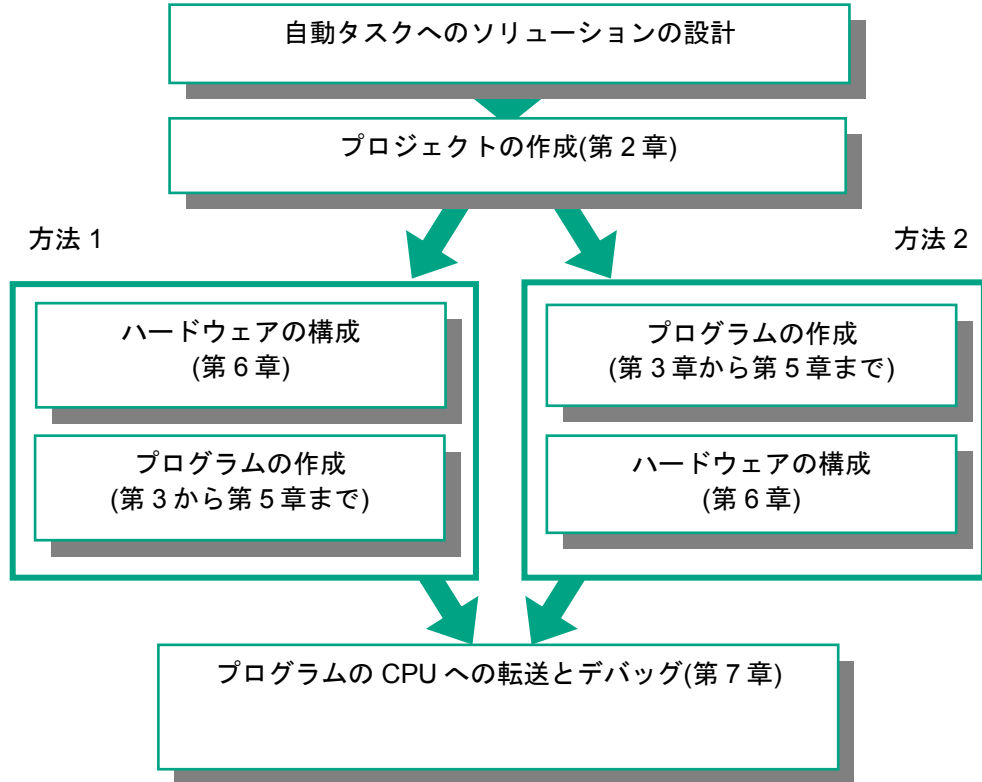 自動タスクへのソリューションの設計
プロジェクトの作成(第 2 章)
方法 1
方法 2
ハードウェアの構成
(第 6 章)
プログラムの作成
(第 3 から第 5 章まで)
プログラムの作成
(第 3 章から第 5 章まで)
ハードウェアの構成
(第 6 章)
プログラムの CPU への転送とデバッグ(第 7 章)